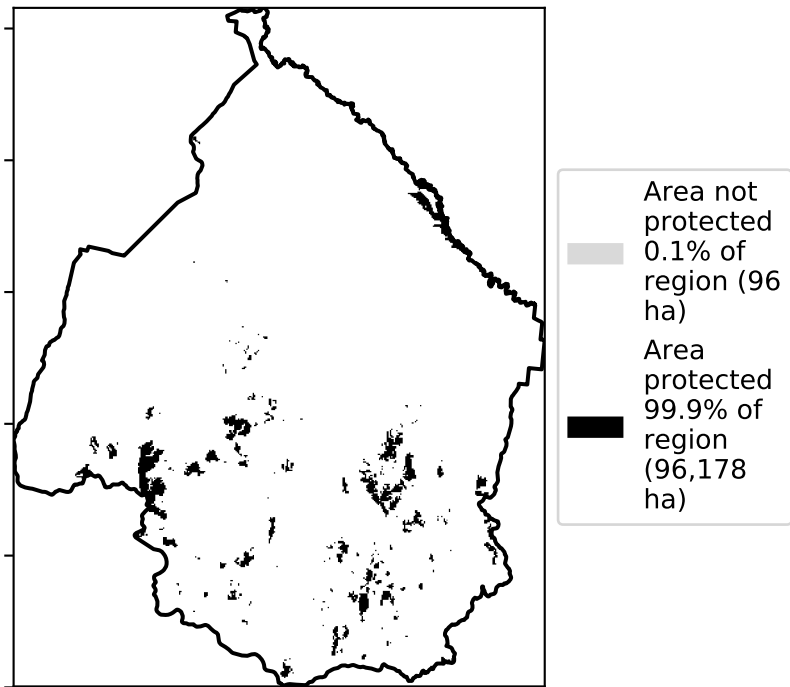 Area not
protected
0.1% of
region (96
ha)
Area
protected
99.9% of
region
(96,178
ha)